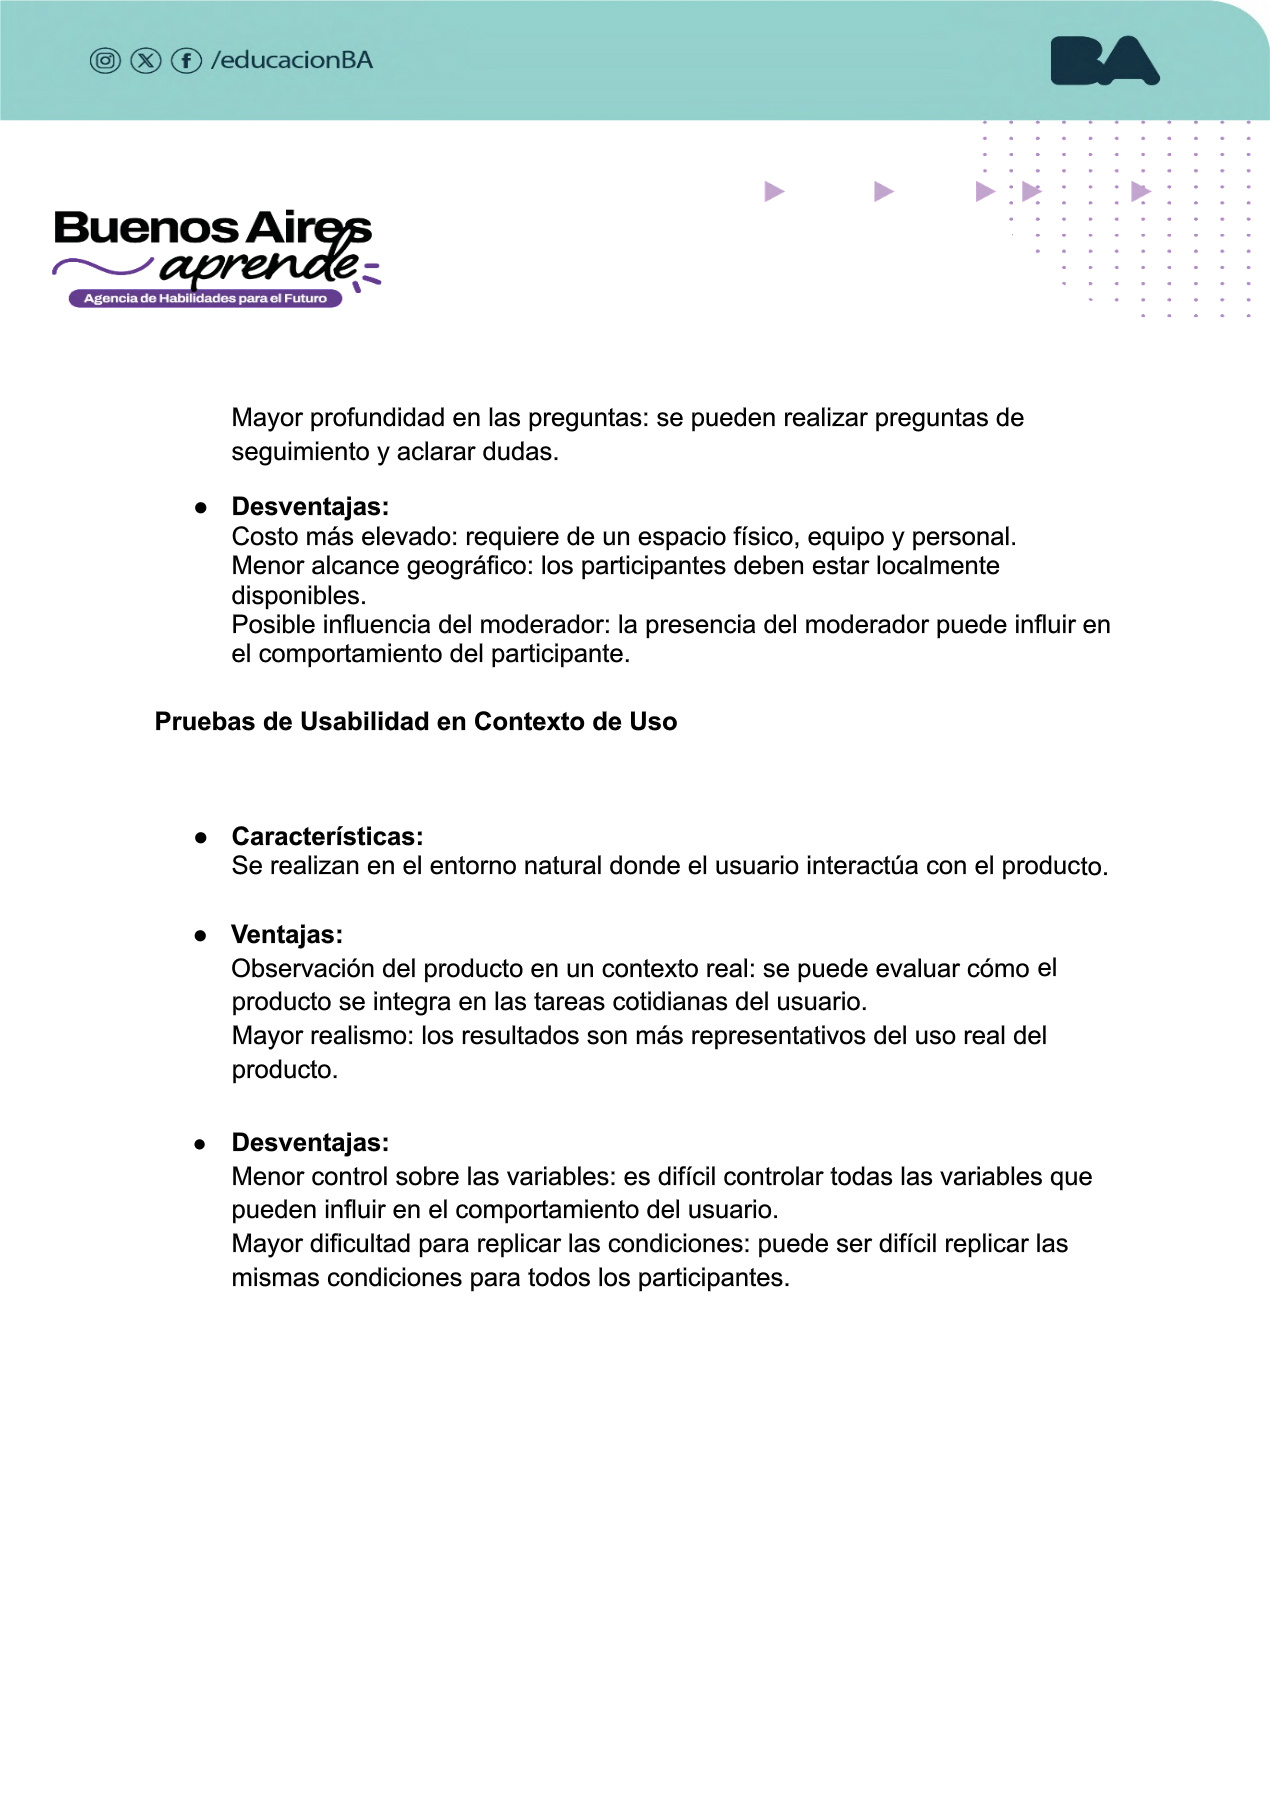 /educacionBA
BA
Buenos Aires
aprende
Agencia de Habilidades para el Futuro
Mayor profundidad en las preguntas: se pueden realizar preguntas de
seguimiento y aclarar dudas.
● Desventajas:
Costo más elevado: requiere de un espacio físico, equipo y personal.
Menor alcance geográfico: los participantes deben estar localmente
disponibles.
Posible influencia del moderador: la presencia del moderador puede influir en
el comportamiento del participante.
Pruebas de Usabilidad en Contexto de Uso
● Características:
Se realizan en el entorno natural donde el usuario interactúa con el producto.
● Ventajas:
Observación del producto en un contexto real: se puede evaluar cómo el
producto se integra en las tareas cotidianas del usuario.
Mayor realismo: los resultados son más representativos del uso real del
producto.
● Desventajas:
Menor control sobre las variables: es difícil controlar todas las variables que
pueden influir en el comportamiento del usuario.
Mayor dificultad para replicar las condiciones: puede ser difícil replicar las
mismas condiciones para todos los participantes.